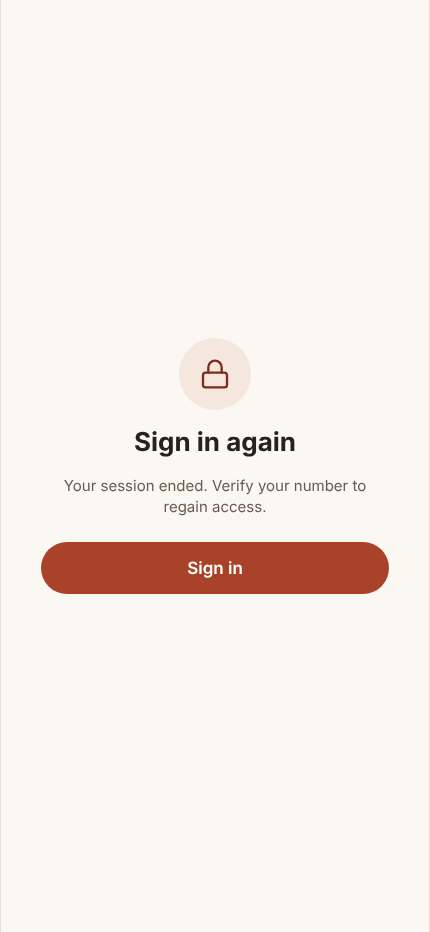 Sign in again
Your session ended. Verify your number to
regain access.
Sign in